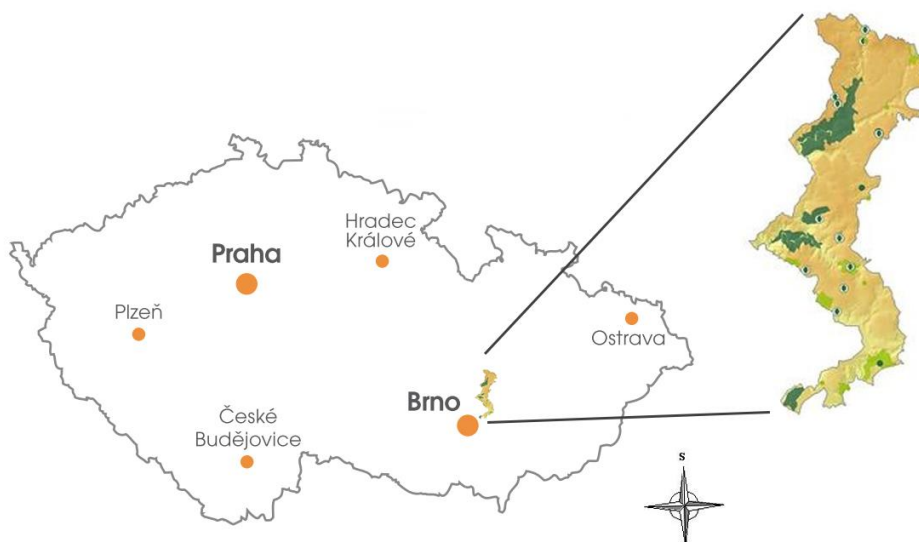 Hradec
Králové
Praha
Plzeň
Ostrava
Brno
České
Budějovice
S